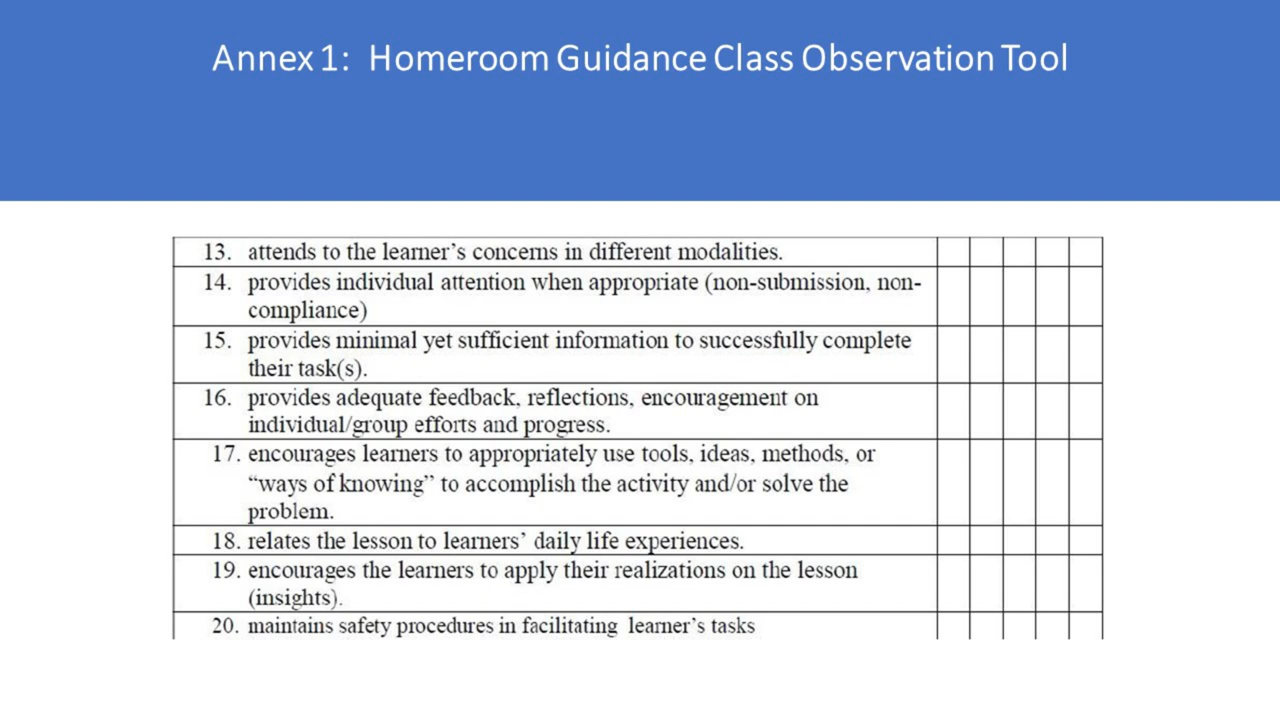 Annex 1: Homeroom Guidance Class Observation Tool
13. attends to the learner's concerns in different modalities.
14. provides individual attention when appropriate (non-submission, non-
compliance)
15. provides minimal yet sufficient information to successfully complete
their task(s).
16. provides adequate feedback, reflections, encouragement on
individual/group efforts and progress.
17. encourages learners to appropriately use tools, ideas, methods, or
“ways of knowing” to accomplish the activity and/or solve the
problem.
18. relates the lesson to learners’ daily life experiences.
19. encourages the learners to apply their realizations on the lesson
(insights).
20. maintains safety procedures in facilitating learner’s tasks